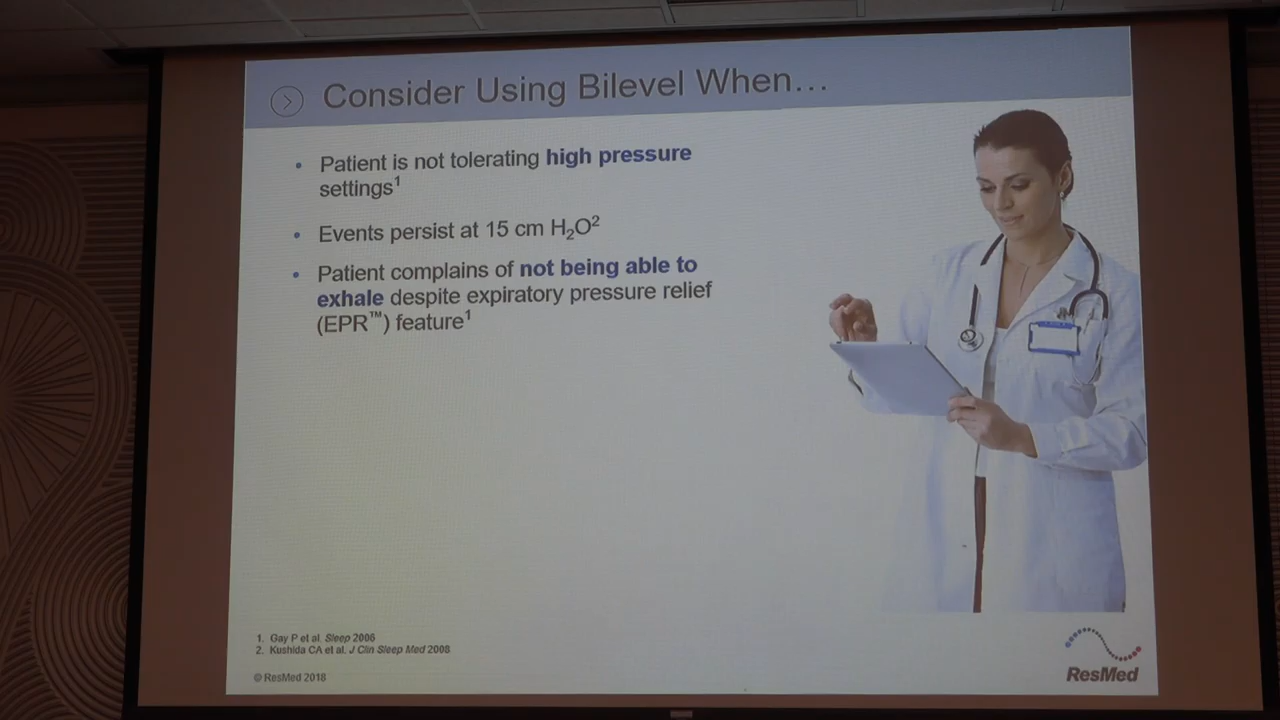 Consider Using Bilevel When...
• Patient is not tolerating high pressure
settings¹
• Events persist at 15 cm H₂O²
• Patient complains of not being able to
exhale despite expiratory pressure relief
(EPR™) feature¹
1. Gay P et al. Sleep 2006
2. Kushida CA et al. J Clin Sleep Med 2008
© ResMed 2018
ResMed